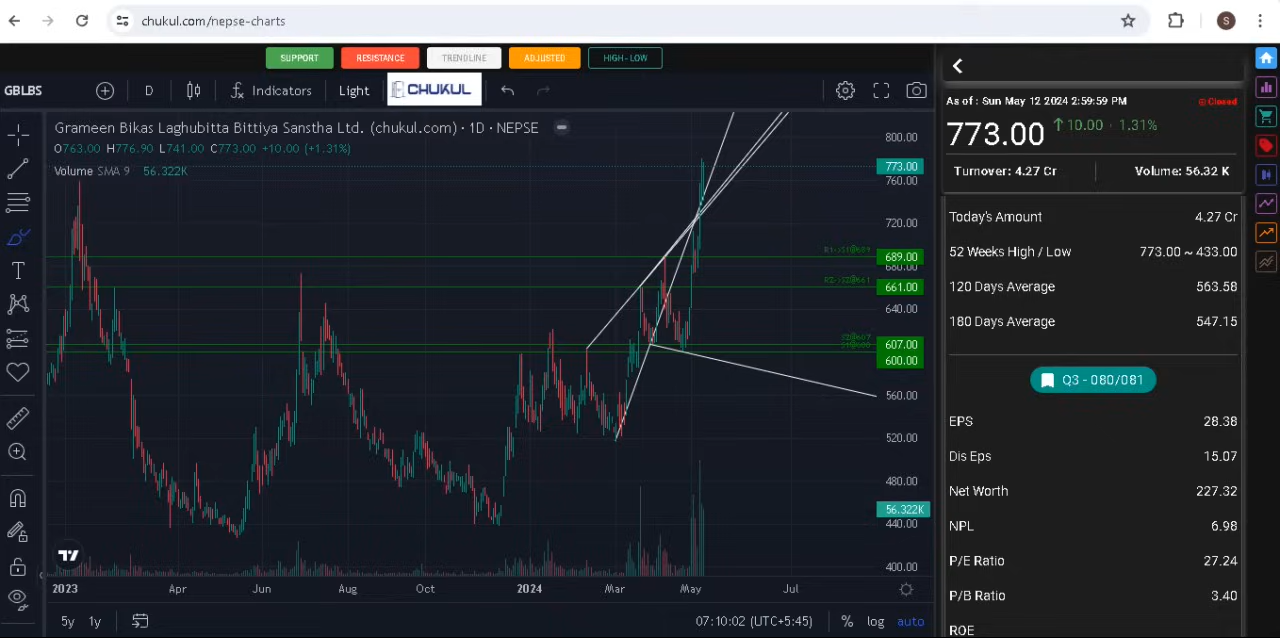 chukul.com/nepse-charts
S
SUPPORT RESISTANCE TRENDLINE ADJUSTED HIGH - LOW
GBLBS D Indicators Light CHUKUL
Grameen Bikas Laghubitta Bittiya Sanstha Ltd. (chukul.com) · 1D · NEPSE
O763.00 H776.90 L741.00 C773.00 +10.00 (+1.31%)
Volume SMA 9 56.322K
800.00
773.00
760.00
720.00
689.00
680.00
661.00
640.00
607.00
600.00
560.00
520.00
480.00
56.322K
440.00
400.00
2023 Apr Jun Aug Oct 2024 Mar May Jul
5y 1y 07:10:02 (UTC+5:45) % log auto
As of : Sun May 12 2024 2:59:59 PM Closed
773.00 ↑10.00 · 1.31%
Turnover: 4.27 Cr Volume: 56.32 K
Today's Amount 4.27 Cr
52 Weeks High / Low 773.00 ~ 433.00
120 Days Average 563.58
180 Days Average 547.15
Q3 - 080/081
EPS 28.38
Dis Eps 15.07
Net Worth 227.32
NPL 6.98
P/E Ratio 27.24
P/B Ratio 3.40
ROE